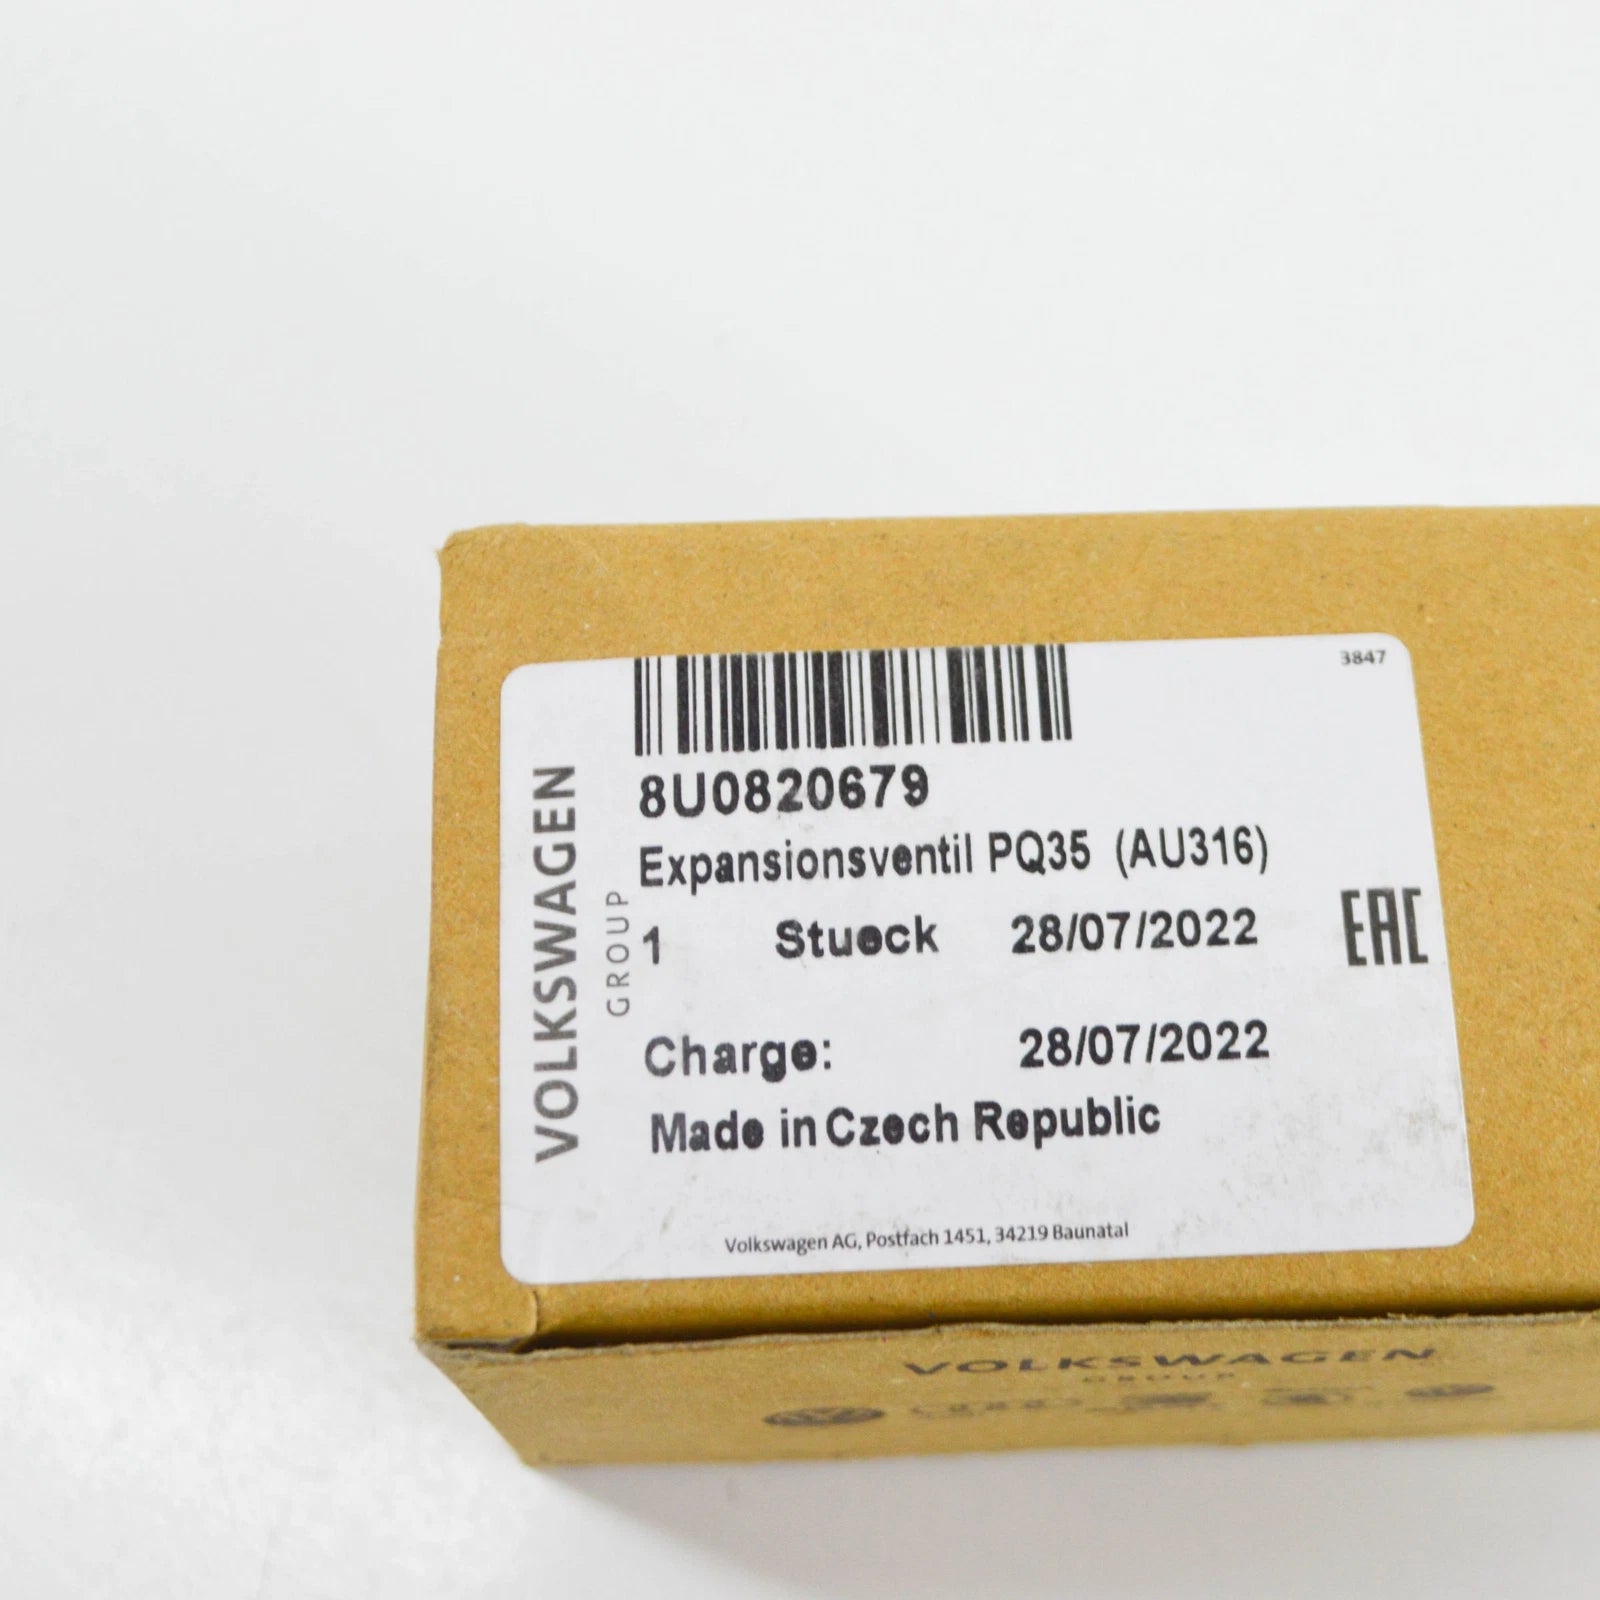 3847
8U0820679
Expansionsventil PQ35 (AU316)
1 Stueck 28/07/2022
EAC
Charge: 28/07/2022
Made in Czech Republic
Volkswagen AG, Postfach 1451, 34219 Baunatal
VOLKSWAGEN
GROUP
VOLKSWAGEN
GROUP